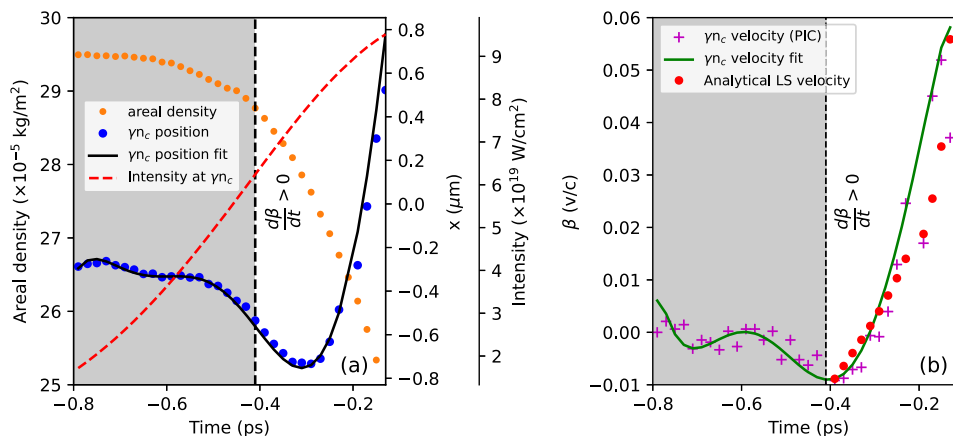 30
29
28
27
26
25
Areal density (×10⁻⁵ kg/m²)
areal density
γn_c position
γn_c position fit
Intensity at γn_c
dβ/dt > 0
(a)
−0.8
−0.6
−0.4
−0.2
Time (ps)
0.8
0.6
0.4
0.2
0.0
−0.2
−0.4
−0.6
−0.8
x (μm)
9
8
7
6
5
4
3
2
Intensity (×10¹⁹ W/cm²)
0.06
0.05
0.04
0.03
0.02
0.01
0.00
−0.01
β (v/c)
γn_c velocity (PIC)
γn_c velocity fit
Analytical LS velocity
dβ/dt > 0
(b)
−0.8
−0.6
−0.4
−0.2
Time (ps)